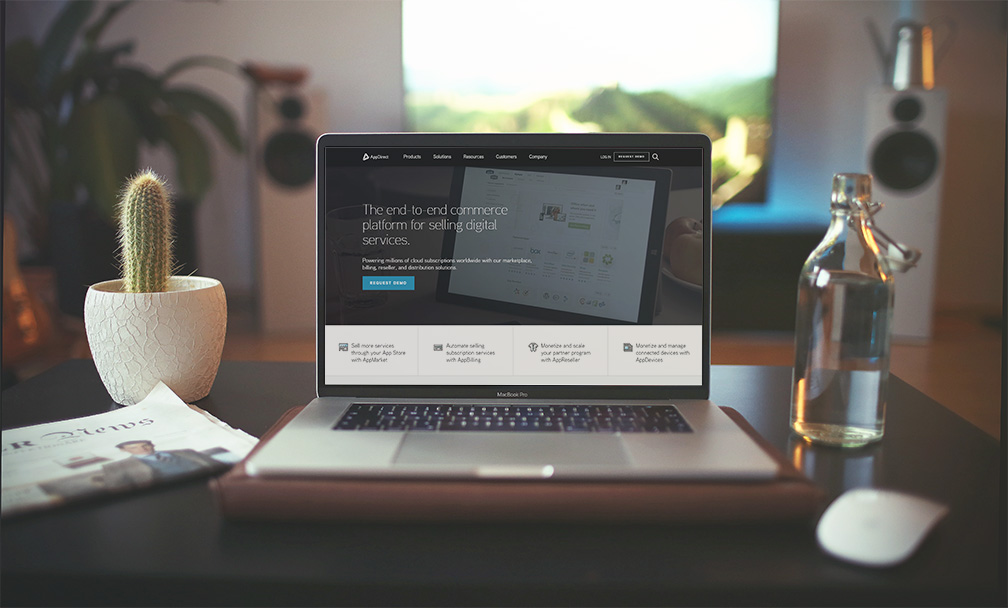 AppDirect Products Solutions Resources Customers Company LOG IN REQUEST DEMO
The end-to-end commerce
platform for selling digital
services.
Powering millions of cloud subscriptions worldwide with our marketplace,
billing, reseller, and distribution solutions.
REQUEST DEMO
Sell more services
through your App Store
with AppMarket
Automate selling
subscription services
with AppBilling
Monetize and scale
your partner program
with AppReseller
Monetize and manage
connected devices with
AppDevices
MacBook Pro
R News